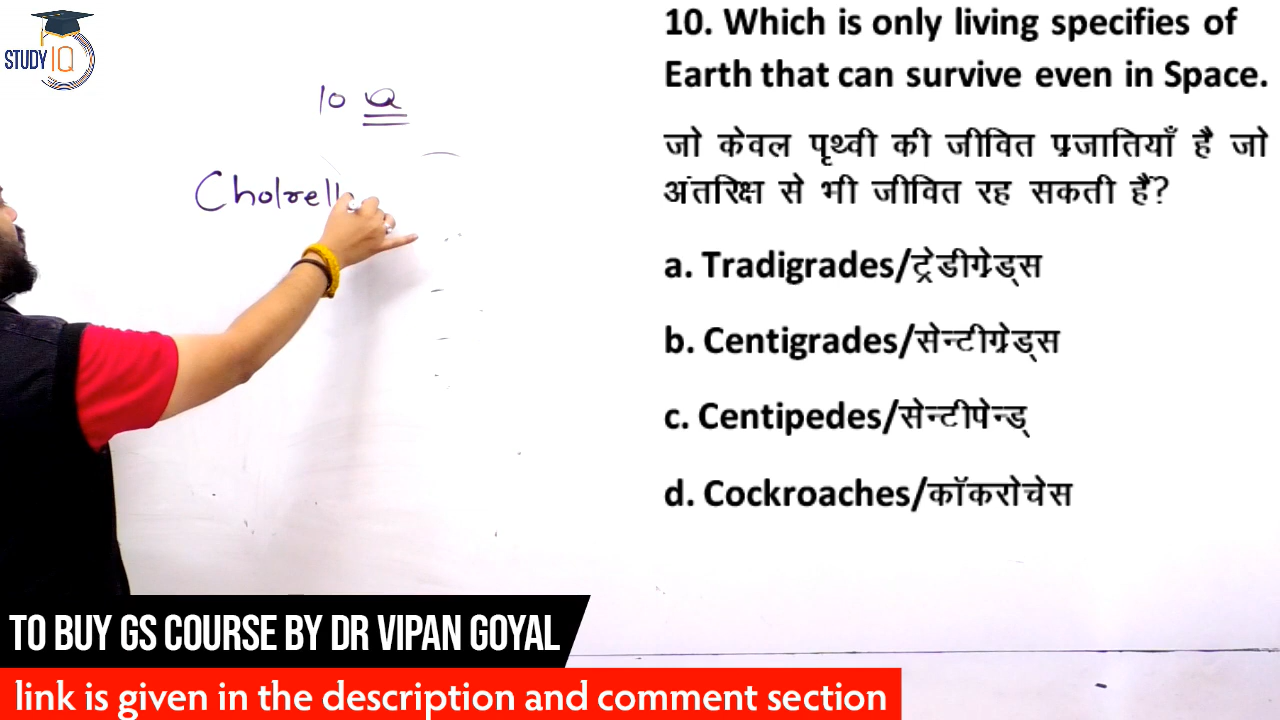 STUDY IQ
10 Q
Cholrell
10. Which is only living specifies of
Earth that can survive even in Space.
जो केवल पृथ्वी की जीवित प्रजातियाँ है जो
अंतरिक्ष से भी जीवित रह सकती हैं?
a. Tradigrades/ट्रेडीग्रेड्स
b. Centigrades/सेन्टीग्रेड्स
c. Centipedes/सेन्टीपेन्ड्
d. Cockroaches/कॉकरोचेस
TO BUY GS COURSE BY DR VIPAN GOYAL
link is given in the description and comment section